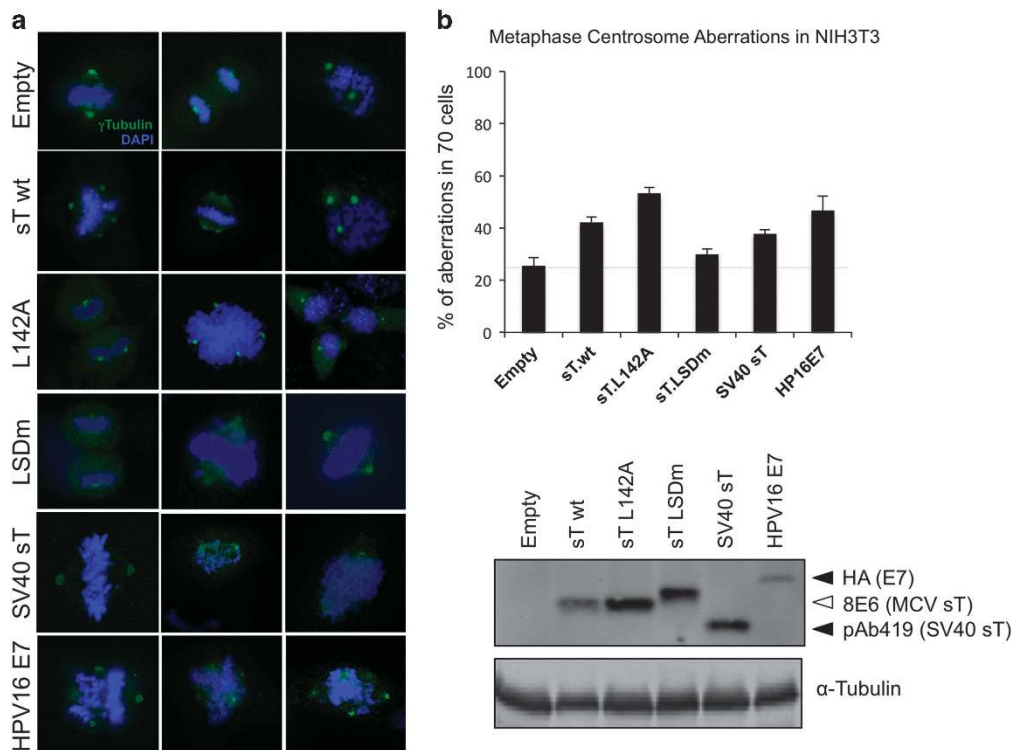 a
Empty
γTubulin
DAPI
sT wt
L142A
LSDm
SV40 sT
HPV16 E7
b
Metaphase Centrosome Aberrations in NIH3T3
% of aberrations in 70 cells
100
80
60
40
20
0
Empty
sT.wt
sT.L142A
sT.LSDm
SV40 sT
HP16E7
Empty
sT wt
sT L142A
sT LSDm
SV40 sT
HPV16 E7
HA (E7)
8E6 (MCV sT)
pAb419 (SV40 sT)
α-Tubulin